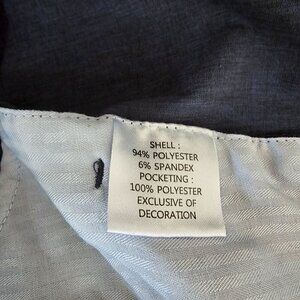 SHELL :
94% POLYESTER
6% SPANDEX
POCKETING :
100% POLYESTER
EXCLUSIVE OF
DECORATION